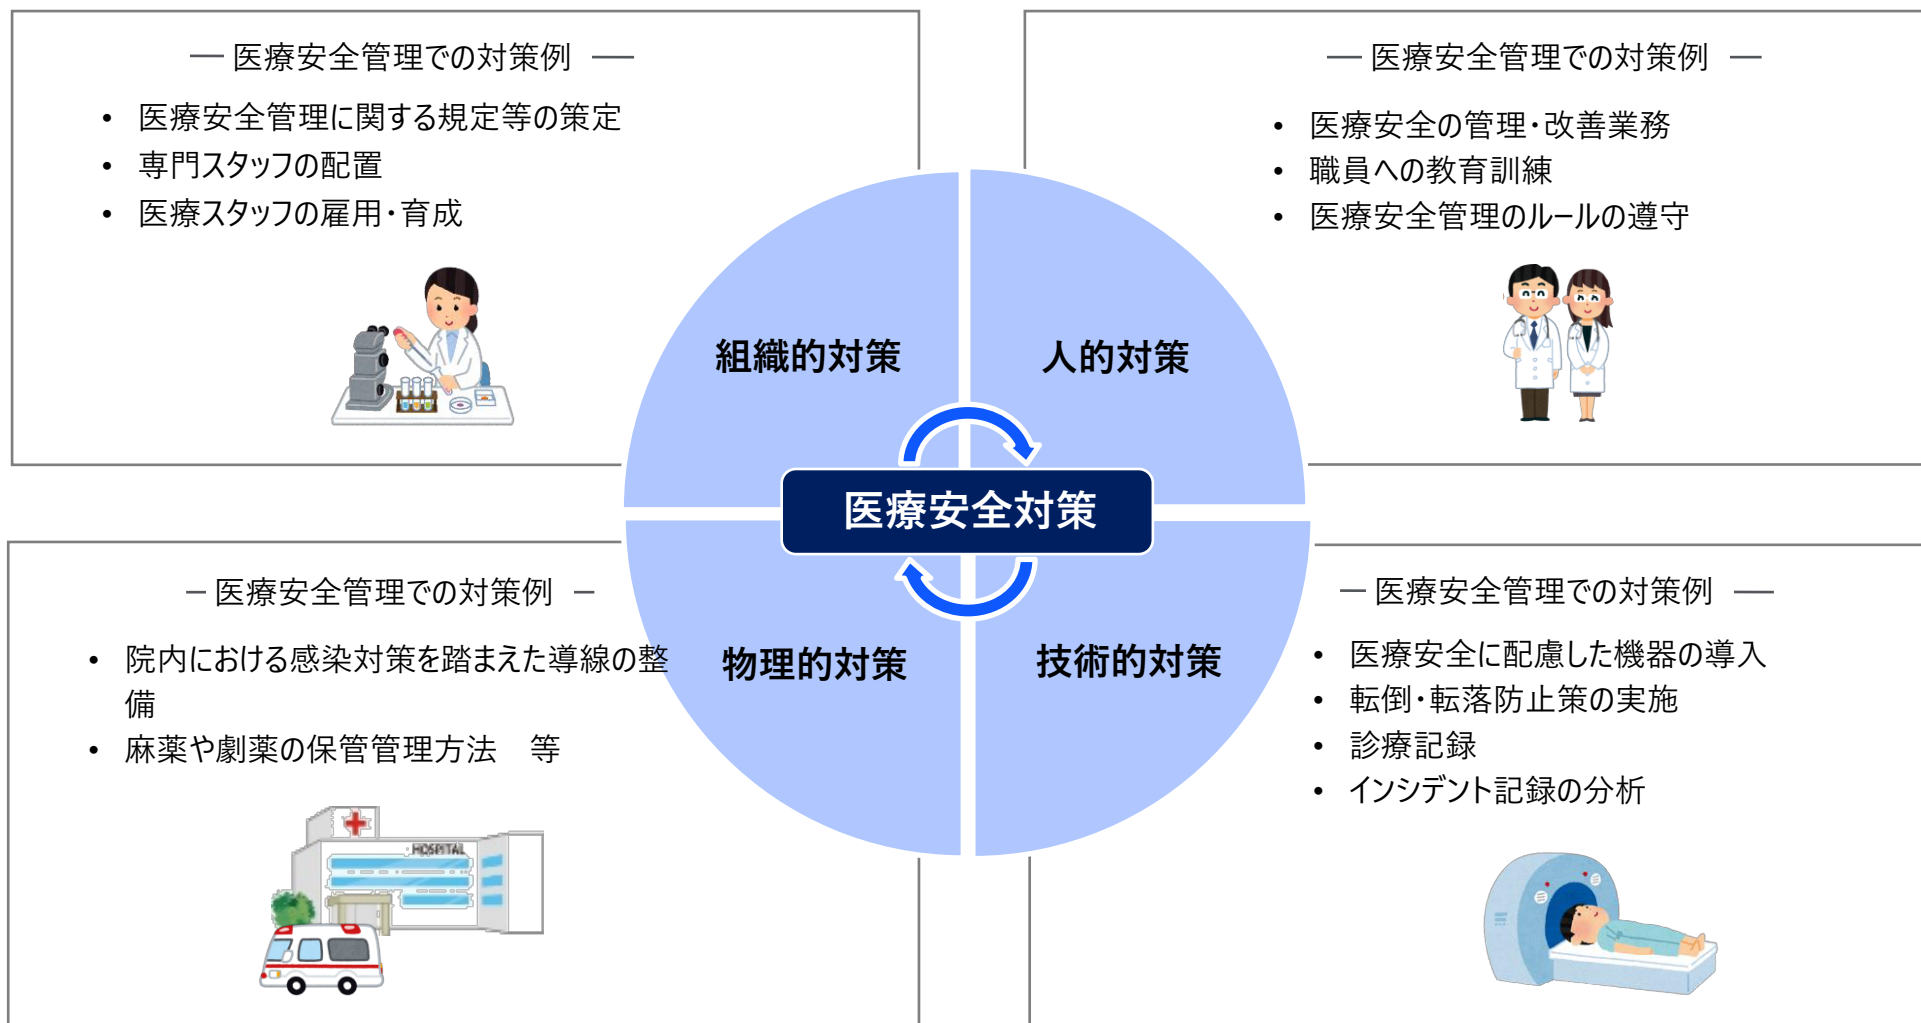 ― 医療安全管理での対策例 ―
• 医療安全管理に関する規定等の策定
• 専門スタッフの配置
• 医療スタッフの雇用・育成
― 医療安全管理での対策例 ―
• 医療安全の管理・改善業務
• 職員への教育訓練
• 医療安全管理のルールの遵守
組織的対策
人的対策
医療安全対策
物理的対策
技術的対策
― 医療安全管理での対策例 ―
• 院内における感染対策を踏まえた導線の整
備
• 麻薬や劇薬の保管管理方法　等
HOSPITAL
― 医療安全管理での対策例 ―
• 医療安全に配慮した機器の導入
• 転倒・転落防止策の実施
• 診療記録
• インシデント記録の分析